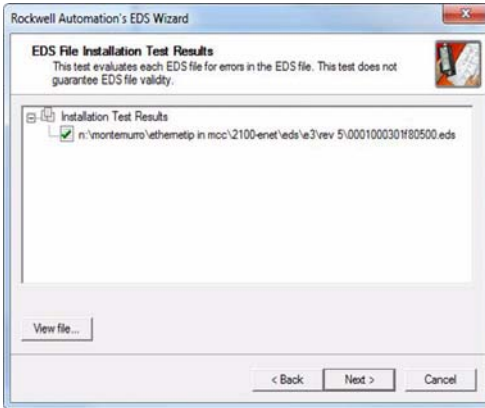 Rockwell Automation's EDS Wizard
EDS File Installation Test Results
This test evaluates each EDS file for errors in the EDS file. This test does not
guarantee EDS file validity.
Installation Test Results
n:\montemurro\ethernetip in mcc\2100-enet\eds\e3\rev 5\0001000301f80500.eds
View file...
< Back
Next >
Cancel